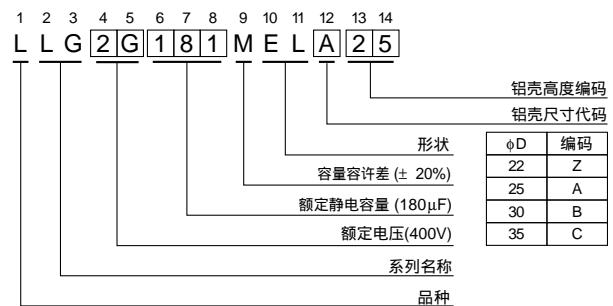 1 2 3 4 5 6 7 8 9 10 11 12 13 14
L L G 2 G 1 8 1 M E L A 2 5
铝壳高度编码
铝壳尺寸代码
形状
容量容许差 (± 20%)
额定静电容量 (180μF)
额定电压(400V)
系列名称
品种
φD 编码
22 Z
25 A
30 B
35 C